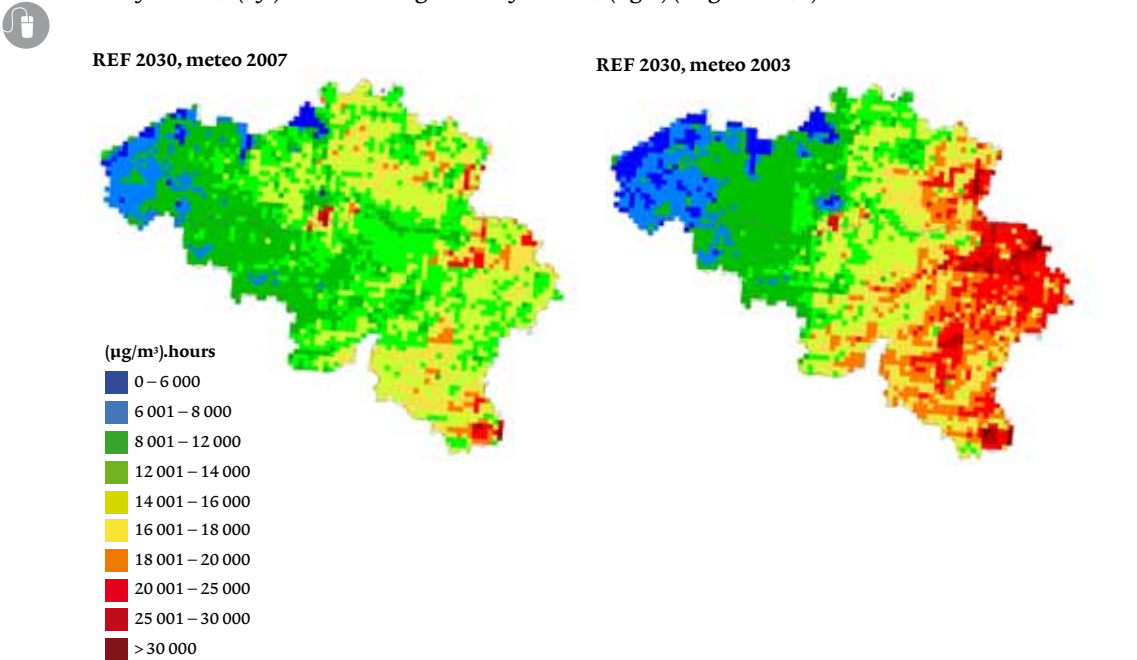 REF 2030, meteo 2007
REF 2030, meteo 2003
(µg/m³).hours
0 – 6 000
6 001 – 8 000
8 001 – 12 000
12 001 – 14 000
14 001 – 16 000
16 001 – 18 000
18 001 – 20 000
20 001 – 25 000
25 001 – 30 000
> 30 000